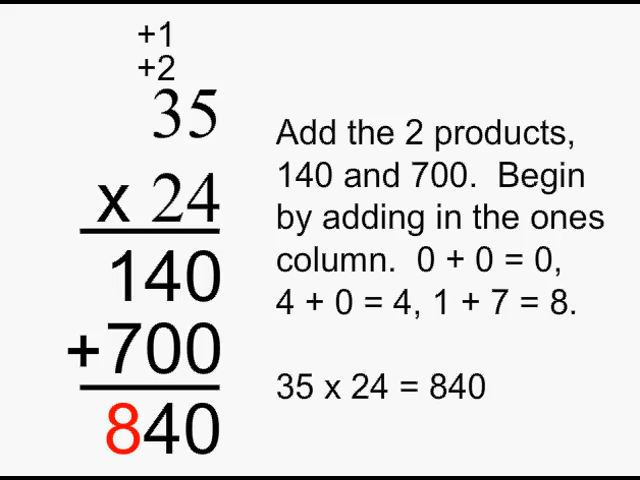 +1
+2
35
x 24
140
+700
840
Add the 2 products,
140 and 700. Begin
by adding in the ones
column. 0 + 0 = 0,
4 + 0 = 4, 1 + 7 = 8.
35 x 24 = 840